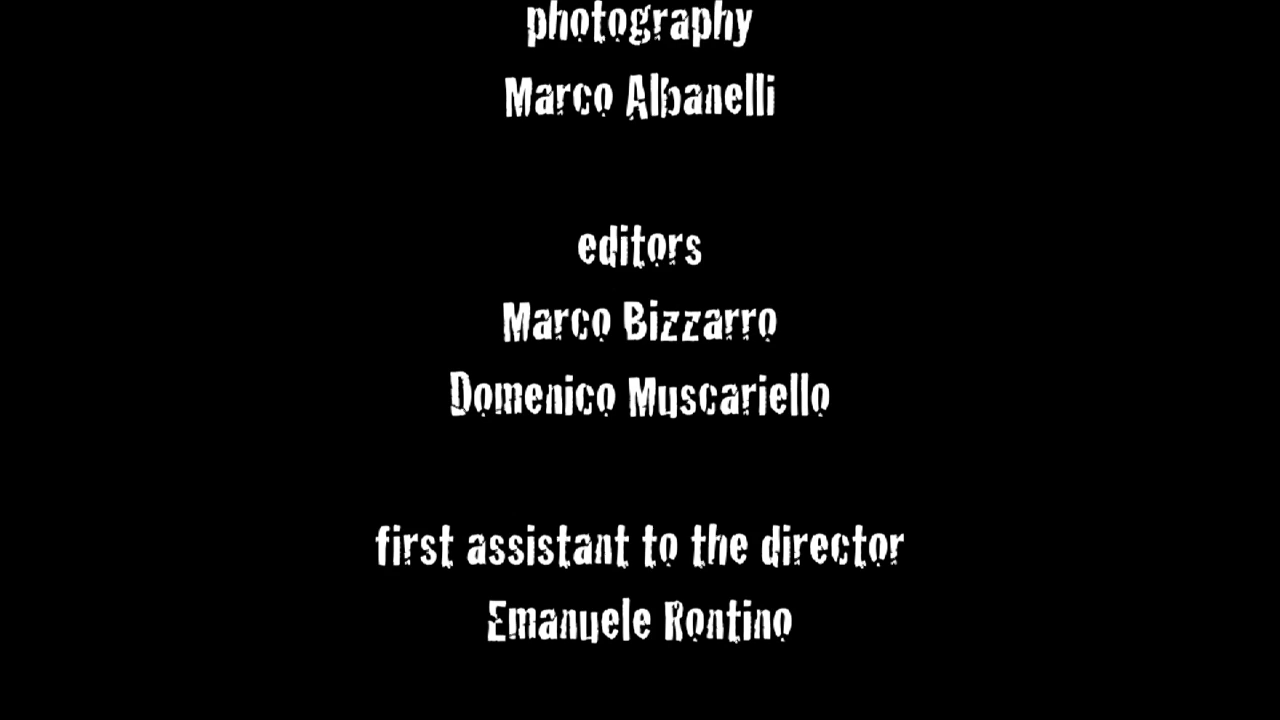 photography
Marco Albanelli
editors
Marco Bizzarro
Domenico Muscariello
first assistant to the director
Emanuele Rontino